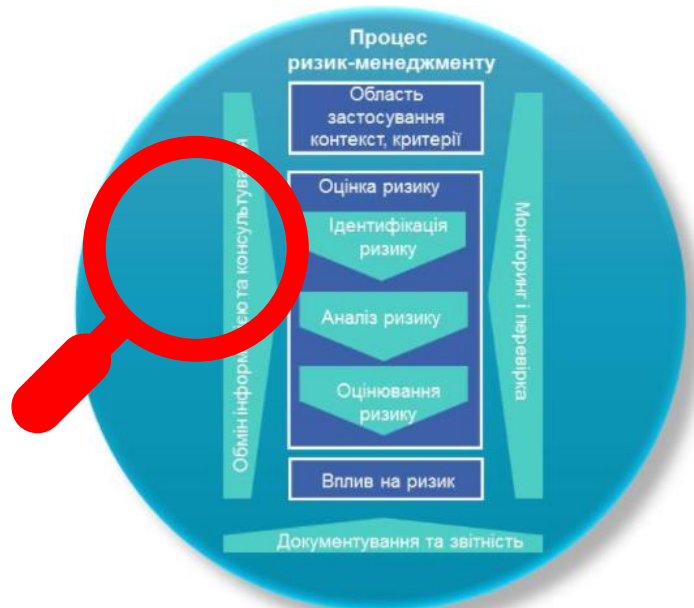 Процес
ризик-менеджменту
Область
застосування
контекст, критерії
Оцінка ризику
Ідентифікація
ризику
Аналіз ризику
Оцінювання
ризику
Вплив на ризик
Обмін інформацією та консультування
Моніторинг і перевірка
Документування та звітність